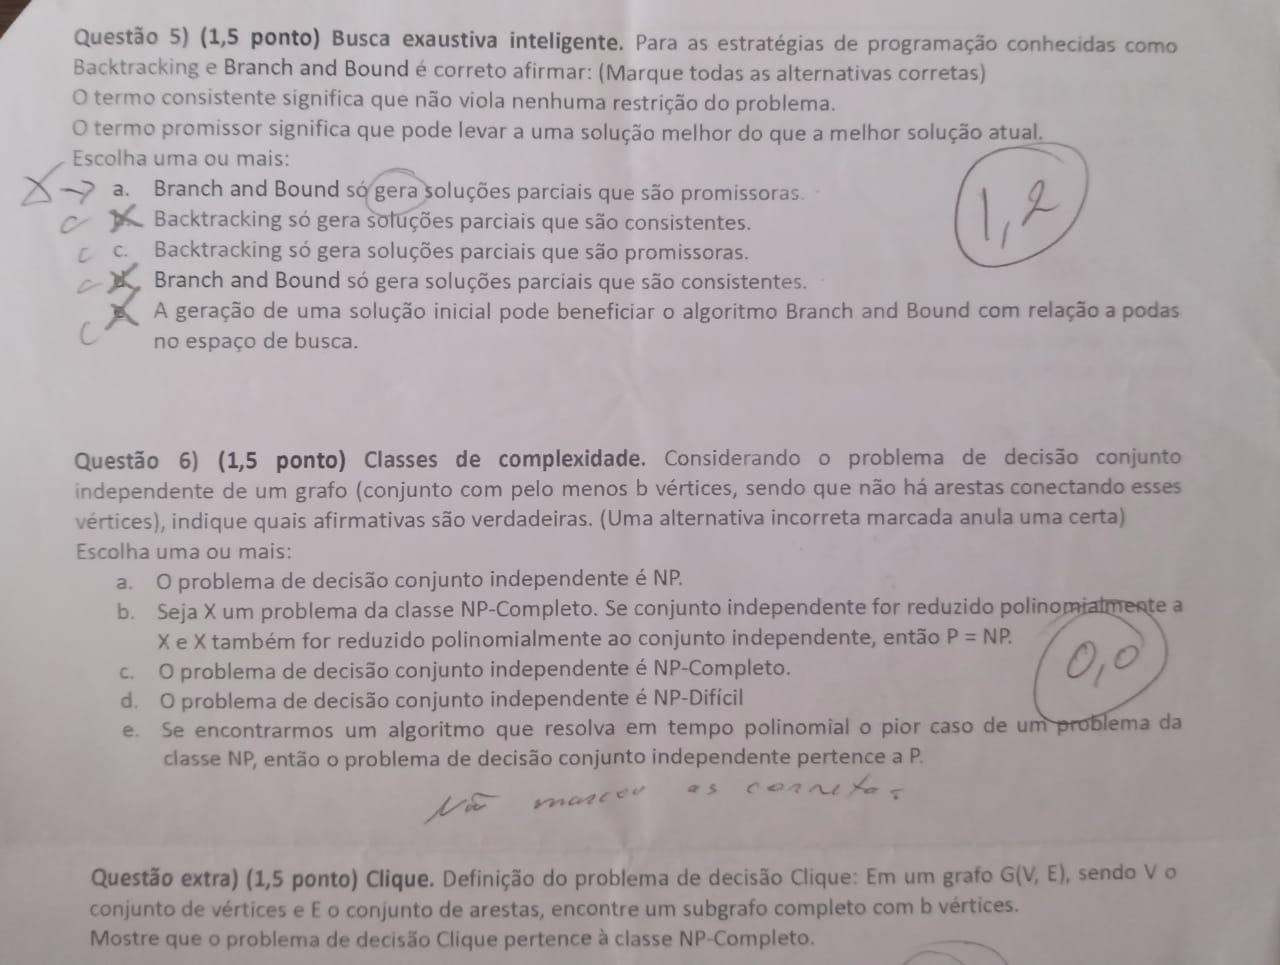 Questão 5) (1,5 ponto) Busca exaustiva inteligente. Para as estratégias de programação conhecidas como
Backtracking e Branch and Bound é correto afirmar: (Marque todas as alternativas corretas)
O termo consistente significa que não viola nenhuma restrição do problema.
O termo promissor significa que pode levar a uma solução melhor do que a melhor solução atual.
Escolha uma ou mais:
a. Branch and Bound só gera soluções parciais que são promissoras.
1,2
c Backtracking só gera soluções parciais que são consistentes.
c c. Backtracking só gera soluções parciais que são promissoras.
c Branch and Bound só gera soluções parciais que são consistentes.
A geração de uma solução inicial pode beneficiar o algoritmo Branch and Bound com relação a podas
c no espaço de busca.
Questão 6) (1,5 ponto) Classes de complexidade. Considerando o problema de decisão conjunto
independente de um grafo (conjunto com pelo menos b vértices, sendo que não há arestas conectando esses
vértices), indique quais afirmativas são verdadeiras. (Uma alternativa incorreta marcada anula uma certa)
Escolha uma ou mais:
a. O problema de decisão conjunto independente é NP.
b. Seja X um problema da classe NP-Completo. Se conjunto independente for reduzido polinomialmente a
X e X também for reduzido polinomialmente ao conjunto independente, então P = NP.
0,0
c. O problema de decisão conjunto independente é NP-Completo.
d. O problema de decisão conjunto independente é NP-Difícil
e. Se encontrarmos um algoritmo que resolva em tempo polinomial o pior caso de um problema da
classe NP, então o problema de decisão conjunto independente pertence a P.
Não marcou as corretas
Questão extra) (1,5 ponto) Clique. Definição do problema de decisão Clique: Em um grafo G(V, E), sendo V o
conjunto de vértices e E o conjunto de arestas, encontre um subgrafo completo com b vértices.
Mostre que o problema de decisão Clique pertence à classe NP-Completo.